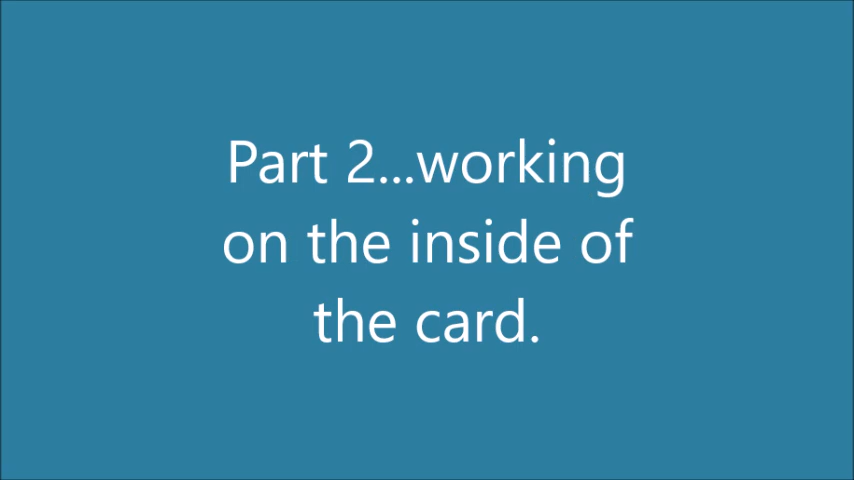 Part 2...working
on the inside of
the card.